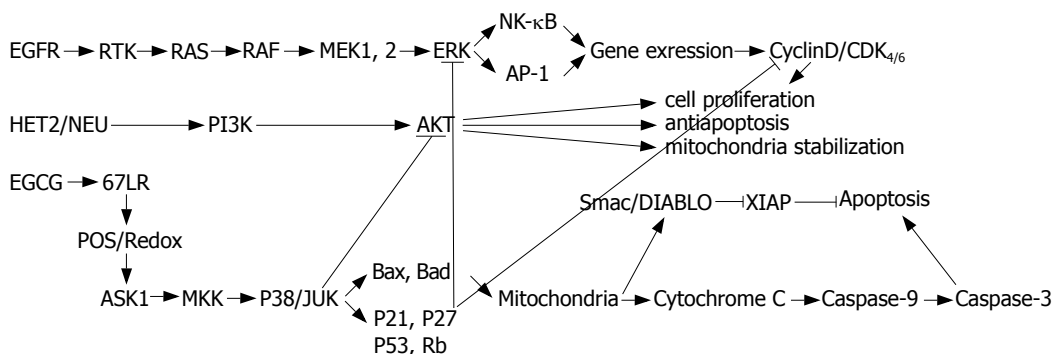 NK-κB
EGFR RTK RAS RAF MEK1, 2 ERK Gene exression CyclinD/CDK4/6
AP-1
cell proliferation
HET2/NEU PI3K AKT antiapoptosis
mitochondria stabilization
EGCG 67LR
Smac/DIABLO XIAP Apoptosis
POS/Redox
Bax, Bad
ASK1 MKK P38/JUK Mitochondria Cytochrome C Caspase-9 Caspase-3
P21, P27
P53, Rb